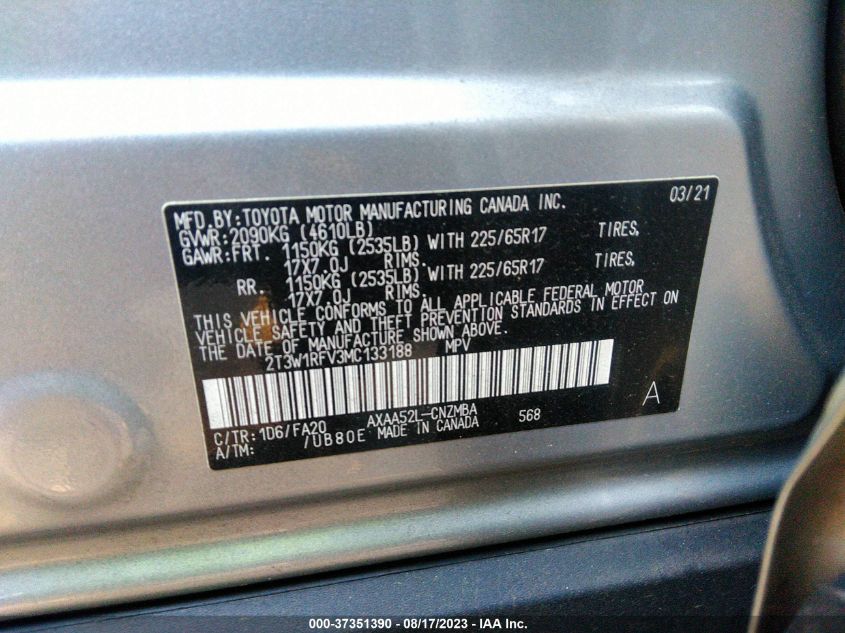 03/21
MFD.BY:TOYOTA MOTOR MANUFACTURING CANADA INC.
GVWR:2090KG (4610LB)
GAWR:FRT. 1150KG (2535LB) WITH 225/65R17 TIRES,
17X7.0J RIMS.
RR. 1150KG (2535LB) WITH 225/65R17 TIRES,
17X7.0J RIMS.
THIS VEHICLE CONFORMS TO ALL APPLICABLE FEDERAL MOTOR
VEHICLE SAFETY AND THEFT PREVENTION STANDARDS IN EFFECT ON
THE DATE OF MANUFACTURE SHOWN ABOVE.
2T3W1RFV3MC133188 MPV
A
C/TR:1D6/FA20 AXAA52L-CNZMBA 568
A/TM: /UB80E MADE IN CANADA
000-37351390 - 08/17/2023 - IAA Inc.